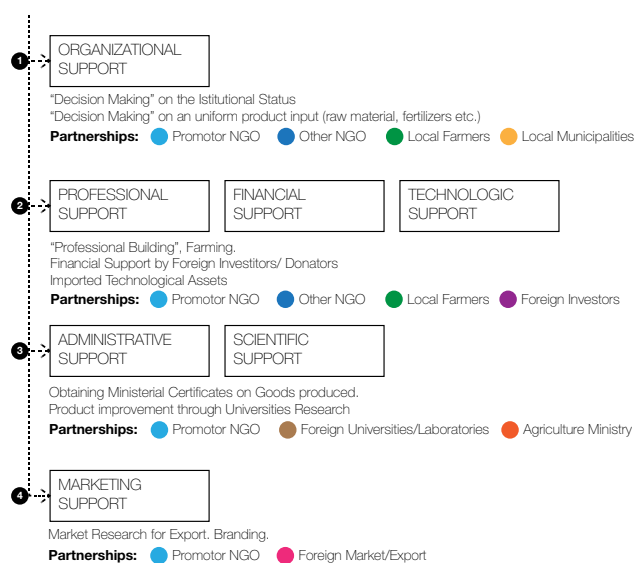 1
ORGANIZATIONAL
SUPPORT
“Decision Making” on the Istitutional Status
“Decision Making” on an uniform product input (raw material, fertilizers etc.)
Partnerships: Promotor NGO Other NGO Local Farmers Local Municipalities
2
PROFESSIONAL
SUPPORT
FINANCIAL
SUPPORT
TECHNOLOGIC
SUPPORT
“Professional Building”, Farming.
Financial Support by Foreign Investitors/ Donators
Imported Technological Assets
Partnerships: Promotor NGO Other NGO Local Farmers Foreign Investors
3
ADMINISTRATIVE
SUPPORT
SCIENTIFIC
SUPPORT
Obtaining Ministerial Certificates on Goods produced.
Product improvement through Universities Research
Partnerships: Promotor NGO Foreign Universities/Laboratories Agriculture Ministry
4
MARKETING
SUPPORT
Market Research for Export. Branding.
Partnerships: Promotor NGO Foreign Market/Export